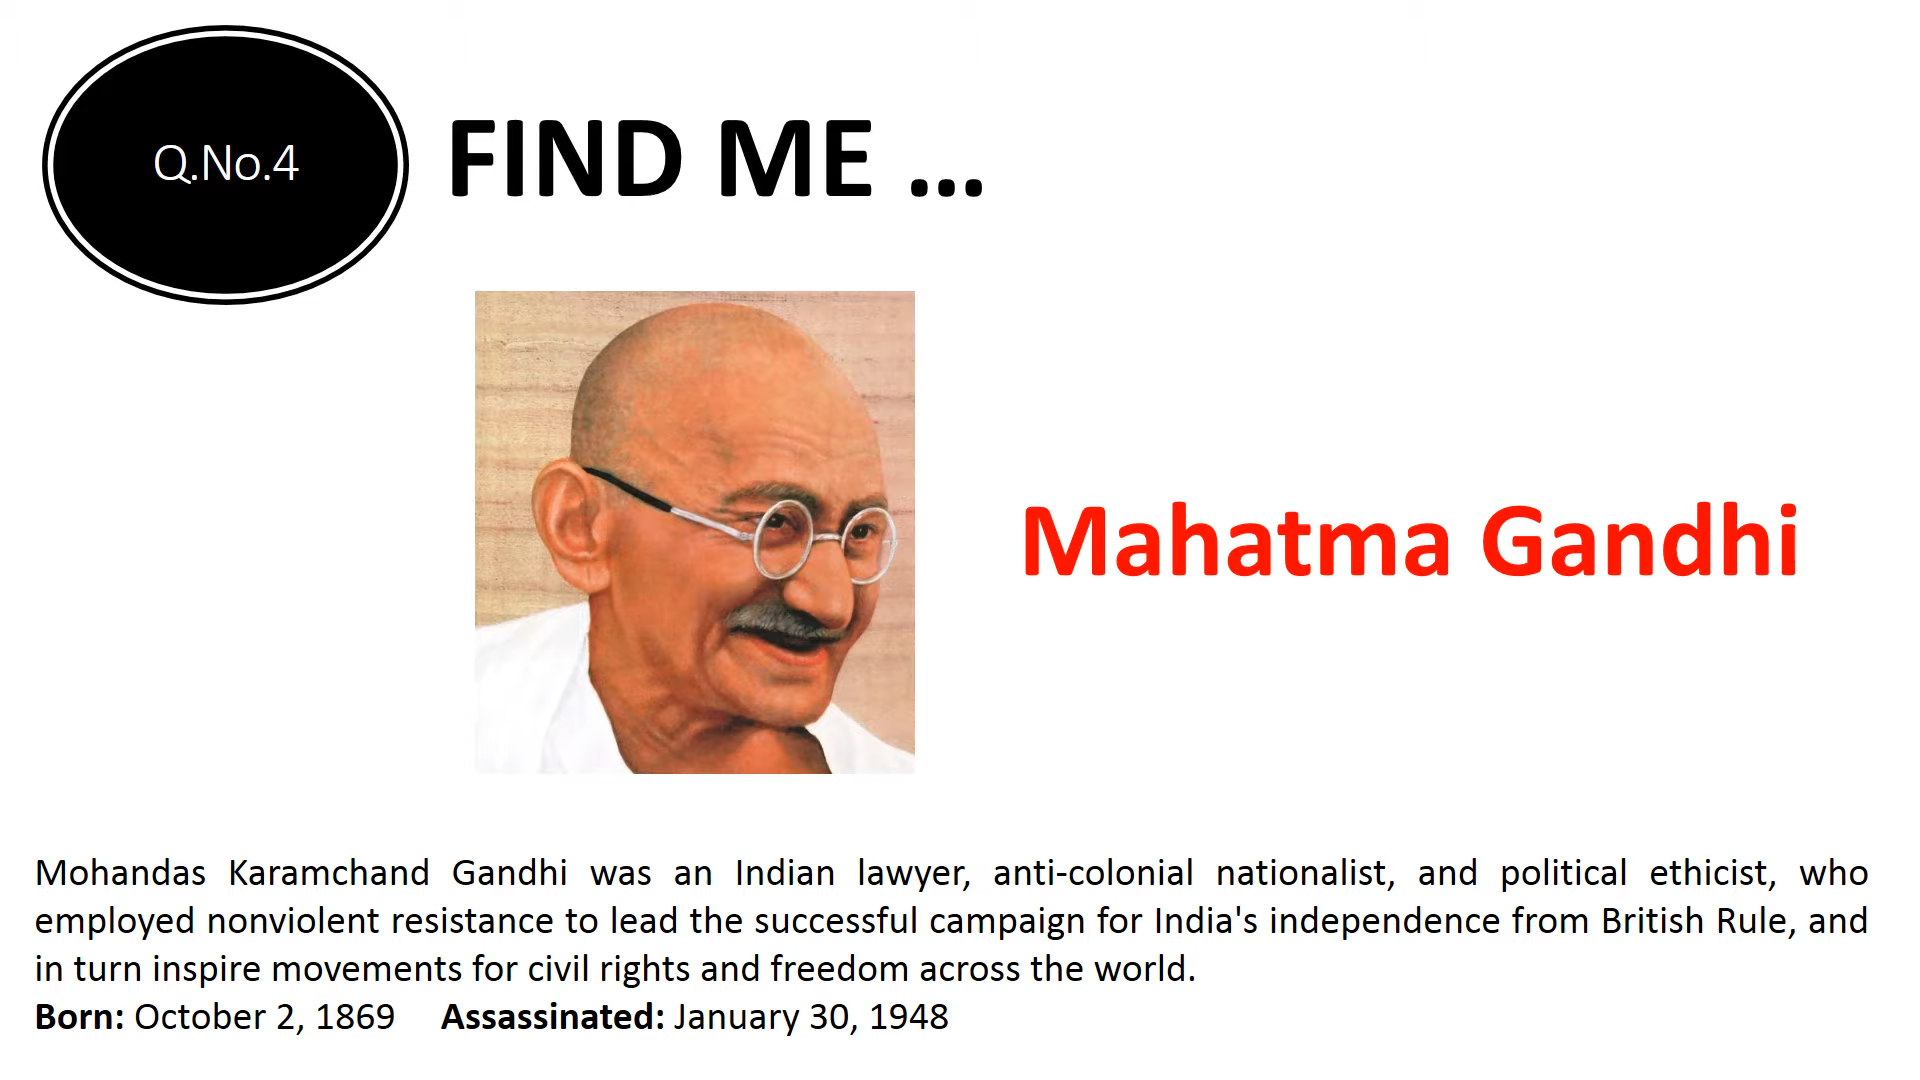 Q.No.4
FIND ME ...
Mahatma Gandhi
Mohandas Karamchand Gandhi was an Indian lawyer, anti-colonial nationalist, and political ethicist, who
employed nonviolent resistance to lead the successful campaign for India's independence from British Rule, and
in turn inspire movements for civil rights and freedom across the world.
Born: October 2, 1869 Assassinated: January 30, 1948